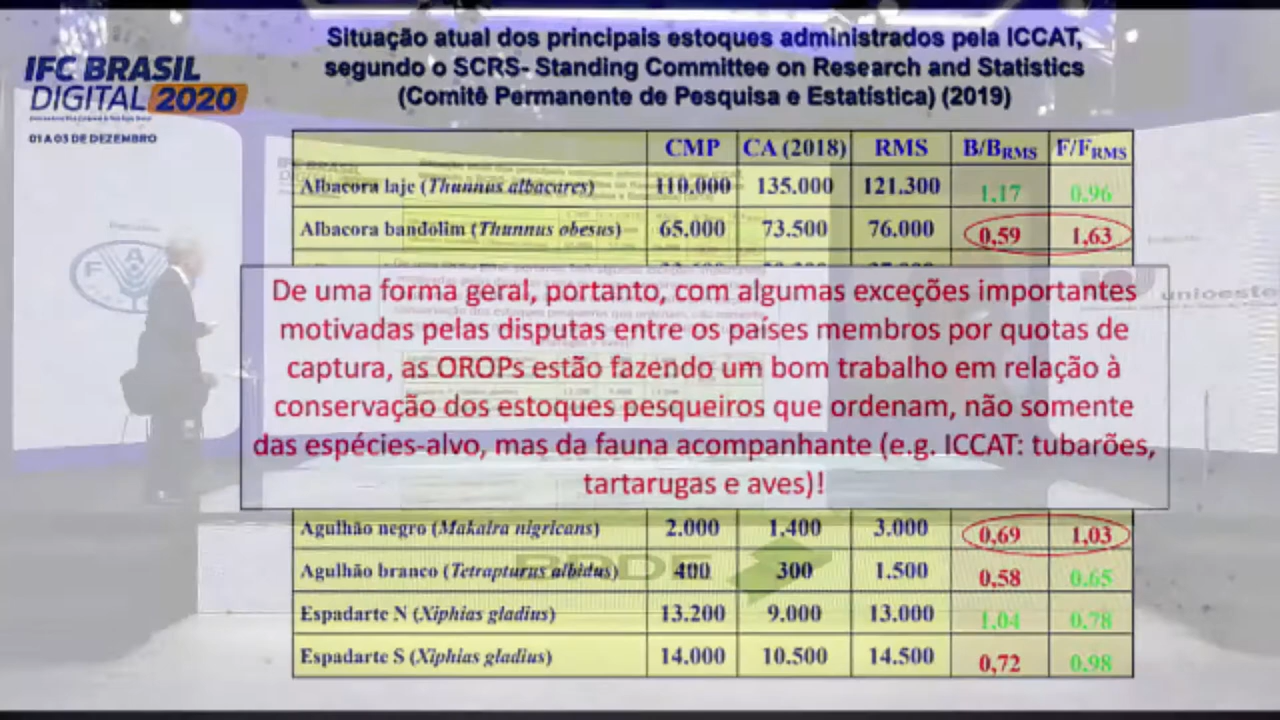 Situação atual dos principais estoques administrados pela ICCAT,
segundo o SCRS- Standing Committee on Research and Statistics
(Comitê Permanente de Pesquisa e Estatística) (2019)
IFC BRASIL
DIGITAL 2020
01 A 03 DE DEZEMBRO
CMP CA (2018) RMS B/BRMS F/FRMS
Albacora laje (Thunnus albacares) 110.000 135.000 121.300 1,17 0.96
Albacora bandolim (Thunnus obesus) 65.000 73.500 76.000 0,59 1,63
FAO
unioeste
De uma forma geral, portanto, com algumas exceções importantes
motivadas pelas disputas entre os países membros por quotas de
captura, as OROPs estão fazendo um bom trabalho em relação à
conservação dos estoques pesqueiros que ordenam, não somente
das espécies-alvo, mas da fauna acompanhante (e.g. ICCAT: tubarões,
tartarugas e aves)!
Agulhão negro (Makaira nigricans) 2.000 1.400 3.000 0,69 1,03
Agulhão branco (Tetrapturus albidus) 400 300 1.500 0,58 0.65
BRDE
Espadarte N (Xiphias gladius) 13.200 9.000 13.000 1,04 0.78
Espadarte S (Xiphias gladius) 14.000 10.500 14.500 0,72 0.98